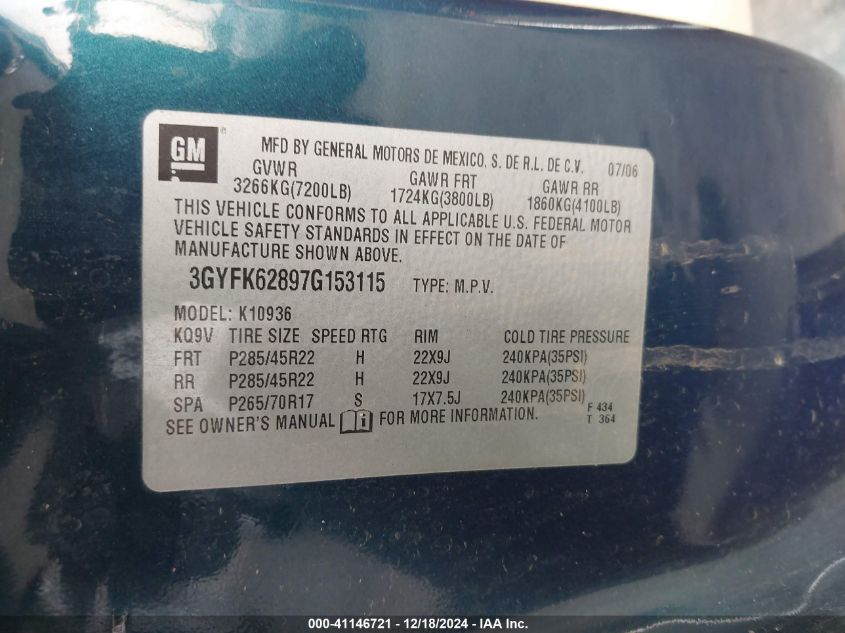 GM ® MFD BY GENERAL MOTORS DE MEXICO, S. DE R.L. DE C.V. 07/06
GVWR GAWR FRT GAWR RR
3266KG(7200LB) 1724KG(3800LB) 1860KG(4100LB)
THIS VEHICLE CONFORMS TO ALL APPLICABLE U.S. FEDERAL MOTOR
VEHICLE SAFETY STANDARDS IN EFFECT ON THE DATE OF
MANUFACTURE SHOWN ABOVE.
3GYFK62897G153115 TYPE: M.P.V.
MODEL: K10936
KQ9V TIRE SIZE SPEED RTG RIM COLD TIRE PRESSURE
FRT P285/45R22 H 22X9J 240KPA(35PSI)
RR P285/45R22 H 22X9J 240KPA(35PSI)
SPA P265/70R17 S 17X7.5J 240KPA(35PSI)
SEE OWNER'S MANUAL i FOR MORE INFORMATION.
F 434
T 364
000-41146721 - 12/18/2024 - IAA Inc.